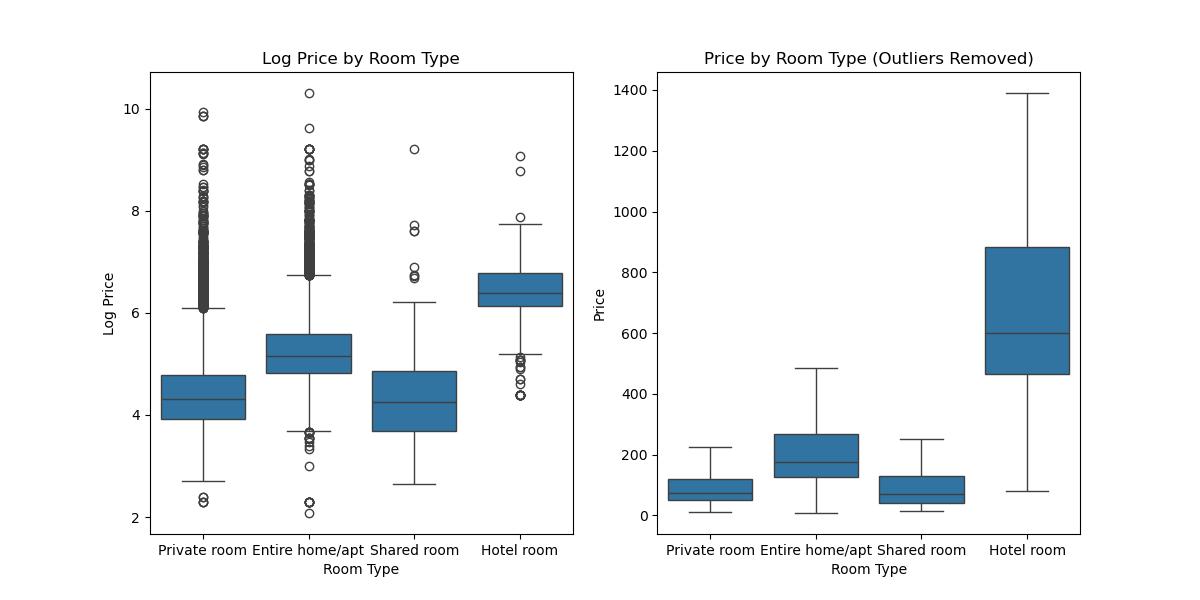 Log Price by Room Type
10
8
6
4
2
Log Price
Private room Entire home/apt Shared room Hotel room
Room Type
Price by Room Type (Outliers Removed)
1400
1200
1000
800
600
400
200
0
Price
Private room Entire home/apt Shared room Hotel room
Room Type